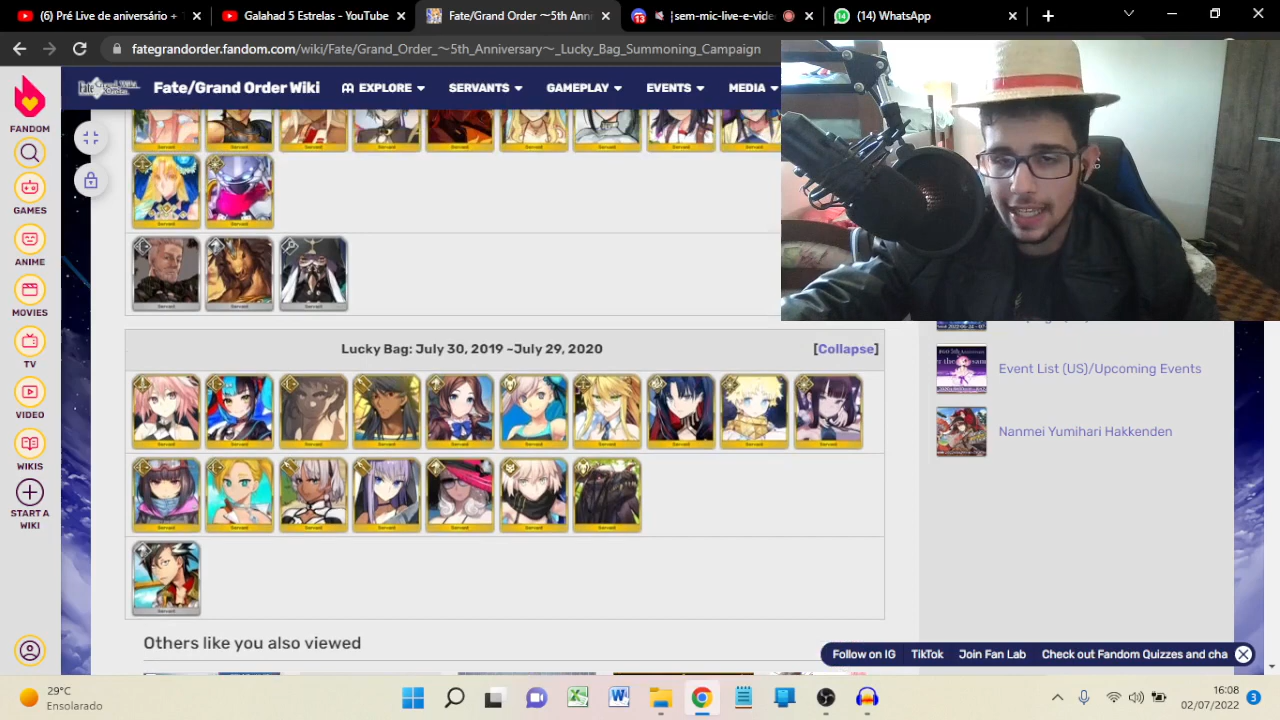 (6) Pré Live de Aniversário 1
Galahad 5 Estrelas - YouTube
Fate/Grand Order ~5th Anni
[sem-mic-e-vide
(14) WhatsApp
fategrandorder.fandom.com/wiki/Fate/Grand_Order_～5th_Anniversary～_Lucky_Bag_Summoning_Campaign
Fate/Grand Order Wiki
EXPLORE
SERVANTS
GAMEPLAY
EVENTS
MEDIA
FANDOM
GAMES
ANIME
MOVIES
TV
VIDEO
WIKIS
START A
WIKI
Lucky Bag: July 30, 2019 ~July 29, 2020
[Collapse]
Event List (US)/Upcoming Events
Nanmei Yumihari Hakkenden
Others like you also viewed
Follow on IG
TikTok
Join Fan Lab
Check out Fandom Quizzes and cha
29°C
Ensolarado
16:08
02/07/2022
3